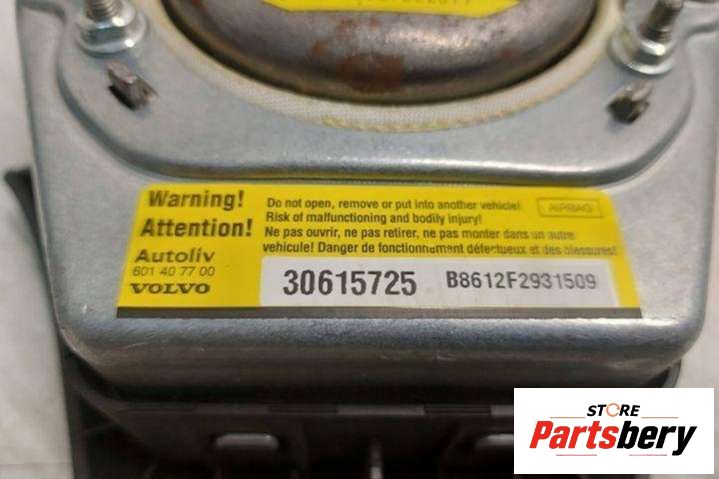 Warning!
Attention!
Do not open, remove or put into another vehicle!
Risk of malfunctioning and bodily injury!
Ne pas ouvrir, ne pas retirer, ne pas monter dans un autre
vehicule! Danger de fonctionnement défectueux et des blessures!
AIRBAG
Autoliv
601 40 77 00
VOLVO
30615725
B8612F2931509
STORE
Partsbery